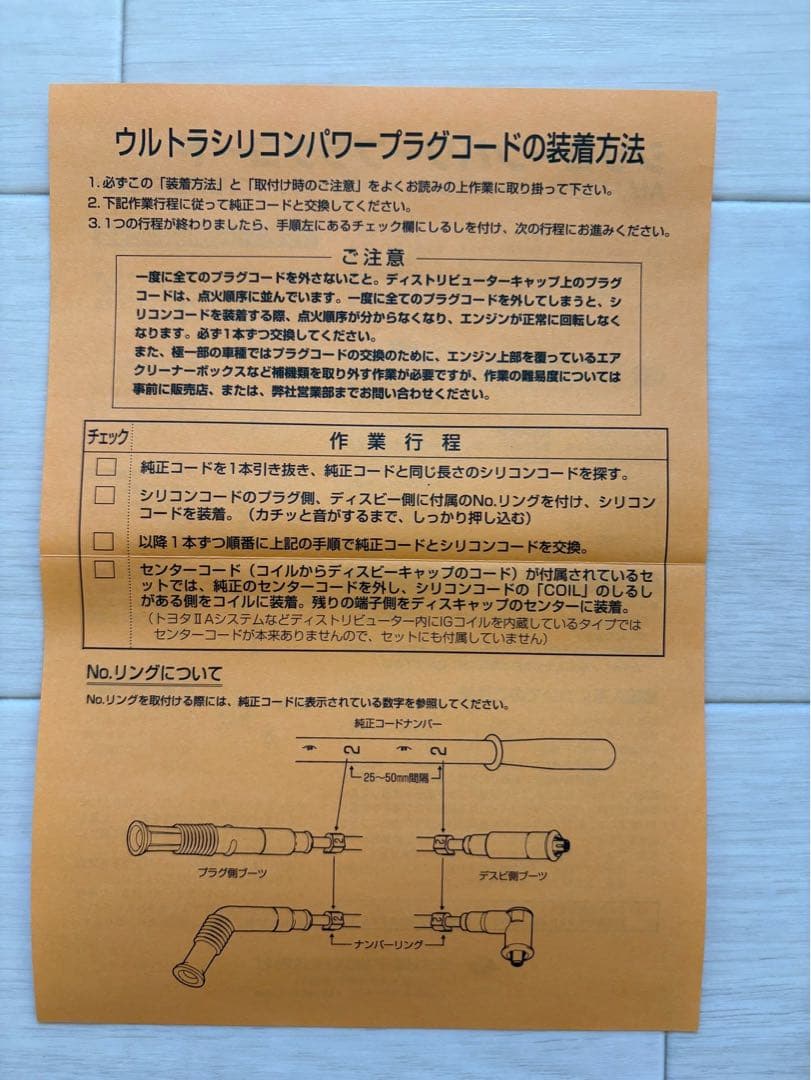 ウルトラシリコンパワープラグコードの装着方法
1.必ずこの「装着方法」と「取付け時のご注意」をよくお読みの上作業に取り掛って下さい。
2.下記作業行程に従って純正コードと交換してください。
3.1つの行程が終わりましたら、手順左にあるチェック欄にしるしを付け、次の行程にお進みください。
ご注意
一度に全てのプラグコードを外さないこと。ディストリビューターキャップ上のプラグ
コードは、点火順序に並んでいます。一度に全てのプラグコードを外してしまうと、シ
リコンコードを装着する際、点火順序が分からなくなり、エンジンが正常に回転しなく
なります。必ず1本ずつ交換してください。
また、極一部の車種ではプラグコードの交換のために、エンジン上部を覆っているエア
クリーナーボックスなど補機類を取り外す作業が必要ですが、作業の難易度については
事前に販売店、または、弊社営業部までお問い合わせください。
チェック 作業行程
純正コードを1本引き抜き、純正コードと同じ長さのシリコンコードを探す。
シリコンコードのプラグ側、ディスビー側に付属のNo.リングを付け、シリコン
コードを装着。(カチッと音がするまで、しっかり押し込む)
以降1本ずつ順番に上記の手順で純正コードとシリコンコードを交換。
センターコード(コイルからディスビーキャップのコード)が付属されているセ
ットでは、純正のセンターコードを外し、シリコンコードの「COIL」のしるし
がある側をコイルに装着。残りの端子側をディスキャップのセンターに装着。
(トヨタⅡAシステムなどディストリビューター内にIGコイルを内蔵しているタイプでは
センターコードが本来ありませんので、セットにも付属していません)
No.リングについて
No.リングを取付ける際には、純正コードに表示されている数字を参照してください。
純正コードナンバー
2 2
25〜50mm間隔
2 2
プラグ側ブーツ デスビ側ブーツ
2 2
ナンバーリング